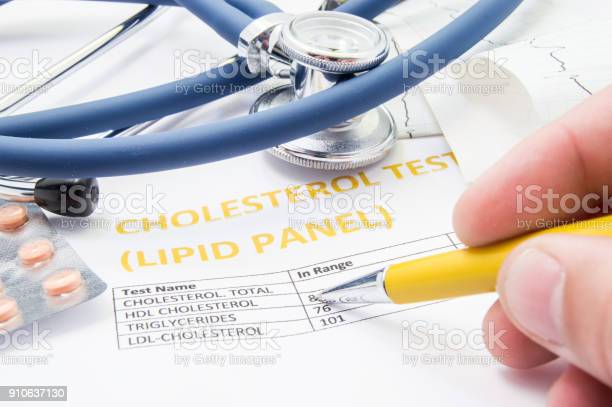 CHOLESTEROL TEST
(LIPID PANEL)
Test Name In Range
CHOLESTEROL. TOTAL
HDL CHOLESTEROL 76
TRIGLYCERIDES 101
LDL-CHOLESTEROL
iStock
Credit: Getty Images
910637130